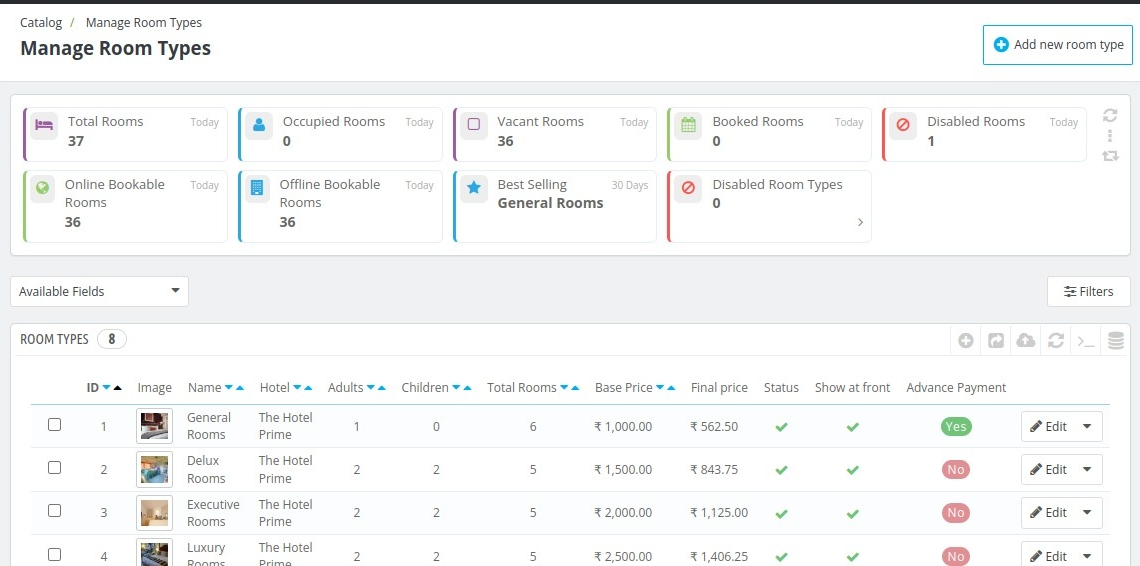 Catalog / Manage Room Types
Manage Room Types
Add new room type
Total Rooms Today
37
Occupied Rooms Today
0
Vacant Rooms Today
36
Booked Rooms Today
0
Disabled Rooms Today
1
Online Bookable Today
Rooms
36
Offline Bookable Today
Rooms
36
Best Selling 30 Days
General Rooms
Disabled Room Types
0
Available Fields
Filters
ROOM TYPES 8
ID Image Name Hotel Adults Children Total Rooms Base Price Final price Status Show at front Advance Payment
1 General Rooms The Hotel Prime 1 0 6 ₹ 1,000.00 ₹ 562.50 Yes Edit
2 Delux Rooms The Hotel Prime 2 2 5 ₹ 1,500.00 ₹ 843.75 No Edit
3 Executive Rooms The Hotel Prime 2 2 5 ₹ 2,000.00 ₹ 1,125.00 No Edit
4 Luxury Rooms The Hotel Prime 2 2 5 ₹ 2,500.00 ₹ 1,406.25 No Edit